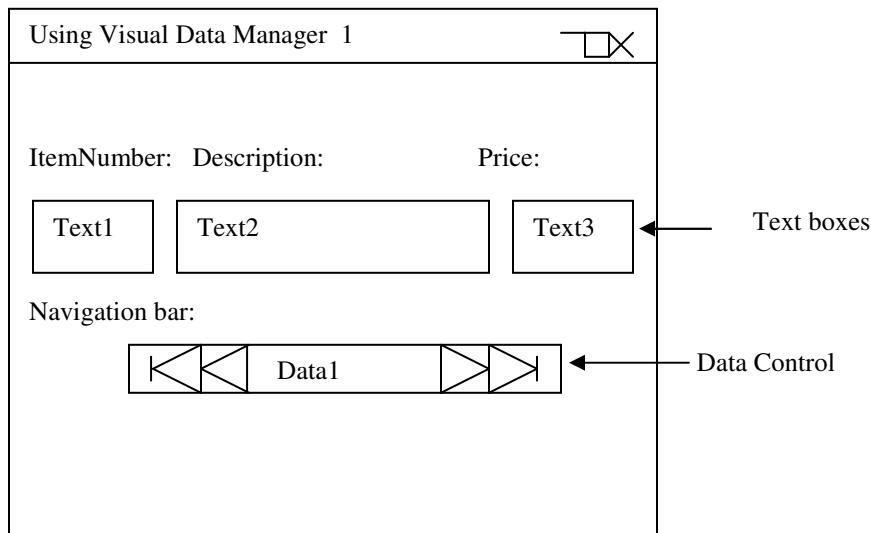 Using Visual Data Manager 1
ItemNumber: Description: Price:
Text1 Text2 Text3 Text boxes
Navigation bar:
Data1 Data Control